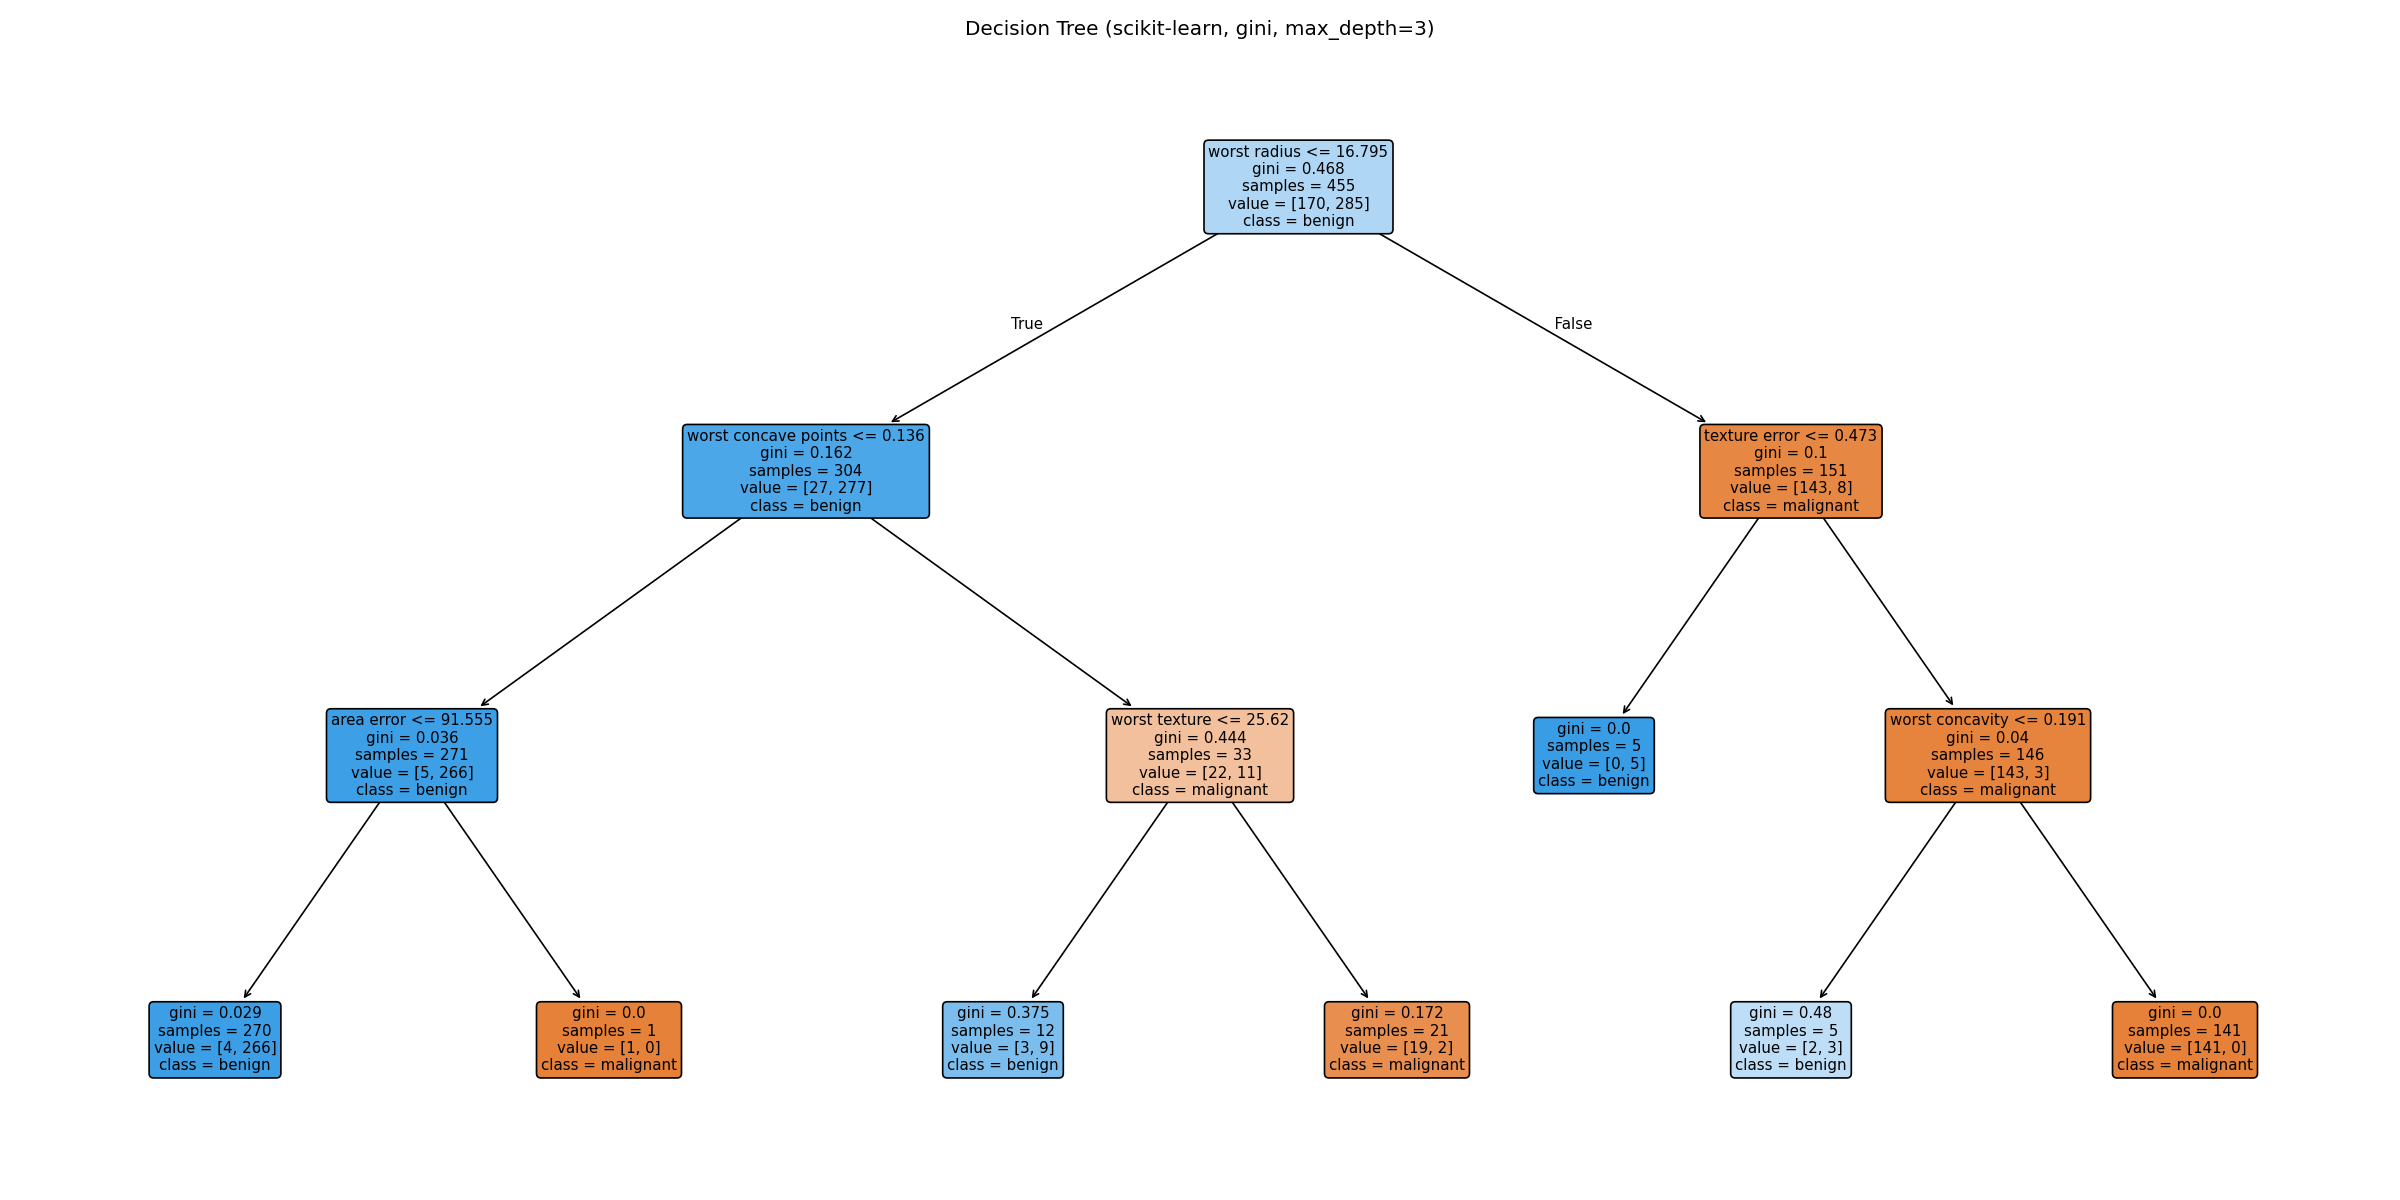 Decision Tree (scikit-learn, gini, max_depth=3)
worst radius <= 16.795
gini = 0.468
samples = 455
value = [170, 285]
class = benign
True
False
worst concave points <= 0.136
gini = 0.162
samples = 304
value = [27, 277]
class = benign
texture error <= 0.473
gini = 0.1
samples = 151
value = [143, 8]
class = malignant
area error <= 91.555
gini = 0.036
samples = 271
value = [5, 266]
class = benign
worst texture <= 25.62
gini = 0.444
samples = 33
value = [22, 11]
class = malignant
gini = 0.0
samples = 5
value = [0, 5]
class = benign
worst concavity <= 0.191
gini = 0.04
samples = 146
value = [143, 3]
class = malignant
gini = 0.029
samples = 270
value = [4, 266]
class = benign
gini = 0.0
samples = 1
value = [1, 0]
class = malignant
gini = 0.375
samples = 12
value = [3, 9]
class = benign
gini = 0.172
samples = 21
value = [19, 2]
class = malignant
gini = 0.48
samples = 5
value = [2, 3]
class = benign
gini = 0.0
samples = 141
value = [141, 0]
class = malignant